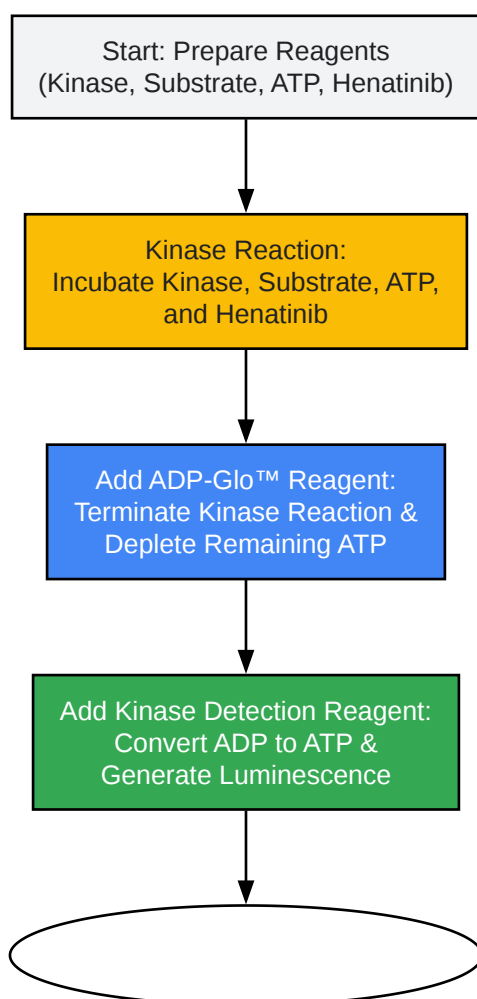 Start: Prepare Reagents
(Kinase, Substrate, ATP, Henatinib)
Kinase Reaction:
Incubate Kinase, Substrate, ATP,
and Henatinib
Add ADP-Glo™ Reagent:
Terminate Kinase Reaction &
Deplete Remaining ATP
Add Kinase Detection Reagent:
Convert ADP to ATP &
Generate Luminescence